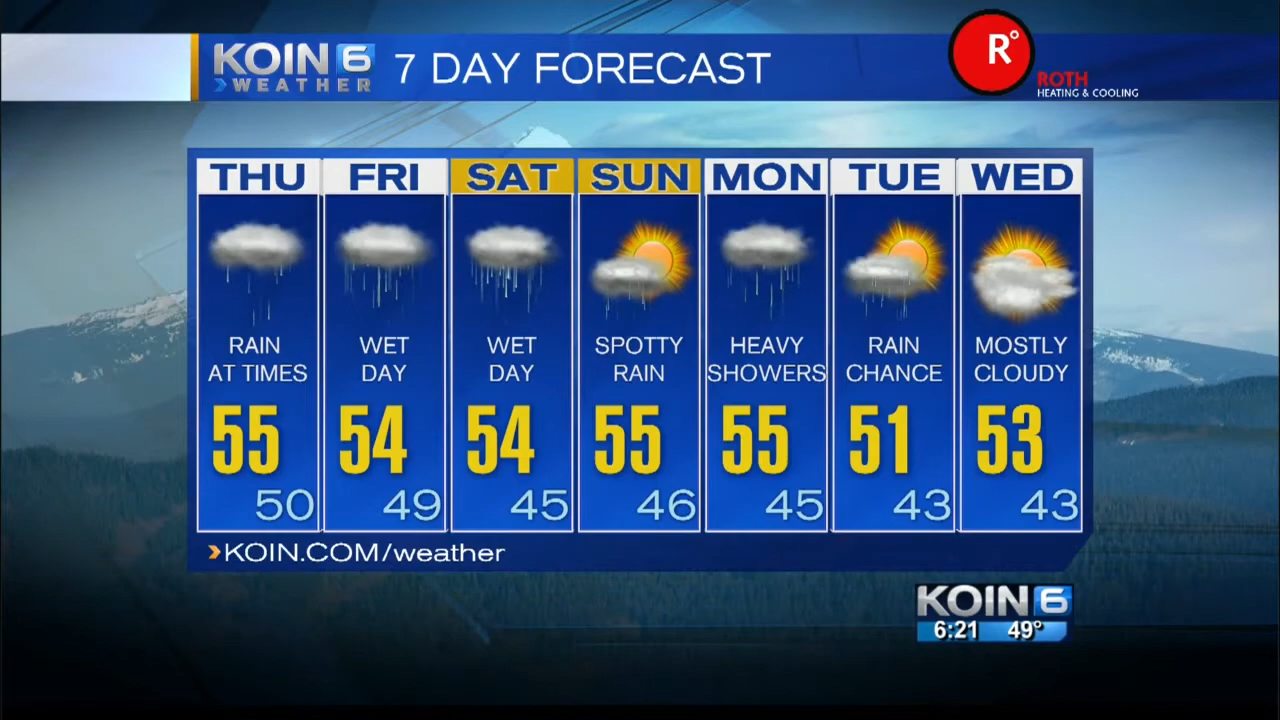 KOIN 6
WEATHER
7 DAY FORECAST
R°
ROTH
HEATING & COOLING
THU FRI SAT SUN MON TUE WED
RAIN AT TIMES
WET DAY
WET DAY
SPOTTY RAIN
HEAVY SHOWERS
RAIN CHANCE
MOSTLY CLOUDY
55 54 54 55 55 51 53
50 49 45 46 45 43 43
KOIN.COM/weather
KOIN 6
6:21 49°